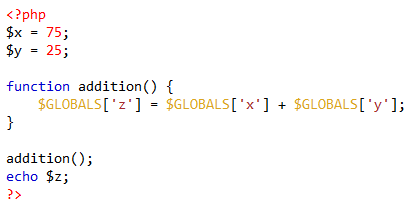 <?php
$x = 75;
$y = 25;

function addition() {
    $GLOBALS['z'] = $GLOBALS['x'] + $GLOBALS['y'];
}

addition();
echo $z;
?>